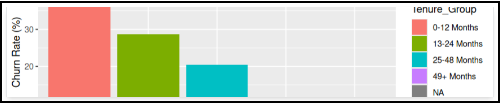 Tenure_Group
Churn Rate (%)
30
20
0-12 Months
13-24 Months
25-48 Months
49+ Months
NA